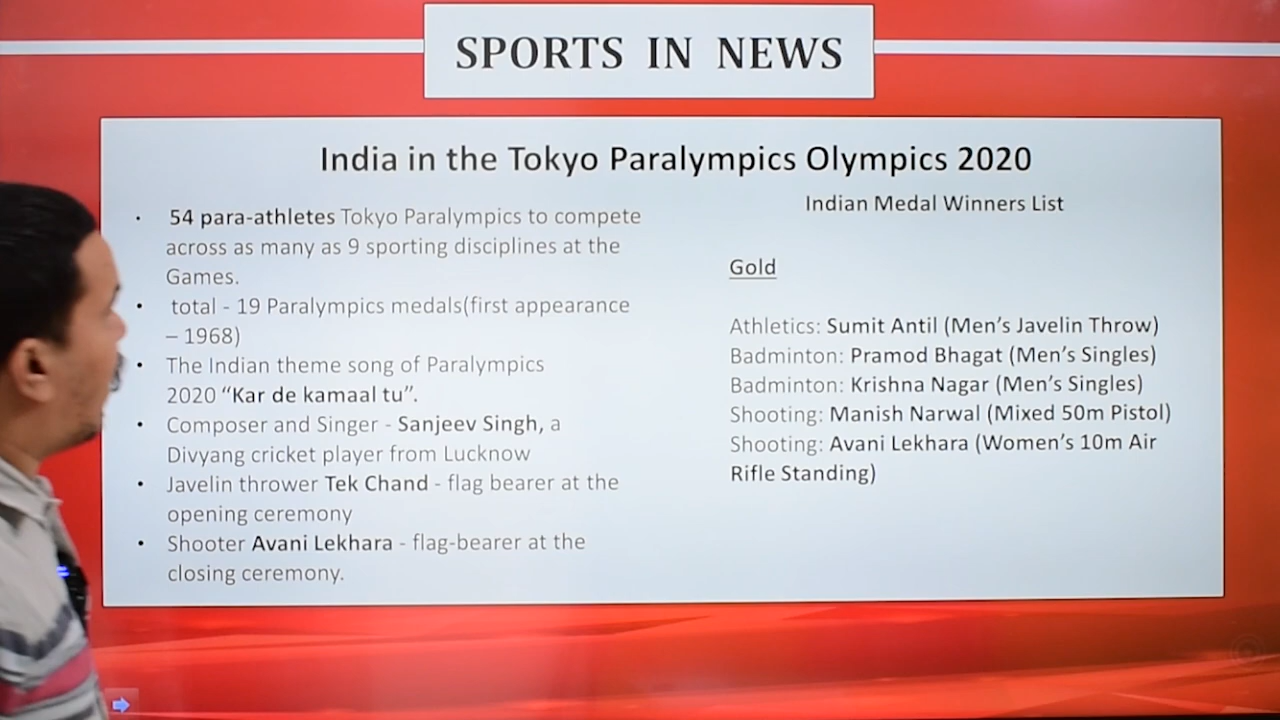 SPORTS IN NEWS
India in the Tokyo Paralympics Olympics 2020
• 54 para-athletes Tokyo Paralympics to compete
across as many as 9 sporting disciplines at the
Games.
• total - 19 Paralympics medals(first appearance
– 1968)
• The Indian theme song of Paralympics
2020 “Kar de kamaal tu”.
• Composer and Singer - Sanjeev Singh, a
Divyang cricket player from Lucknow
• Javelin thrower Tek Chand - flag bearer at the
opening ceremony
• Shooter Avani Lekhara - flag-bearer at the
closing ceremony.
Indian Medal Winners List
Gold
Athletics: Sumit Antil (Men’s Javelin Throw)
Badminton: Pramod Bhagat (Men’s Singles)
Badminton: Krishna Nagar (Men’s Singles)
Shooting: Manish Narwal (Mixed 50m Pistol)
Shooting: Avani Lekhara (Women’s 10m Air
Rifle Standing)